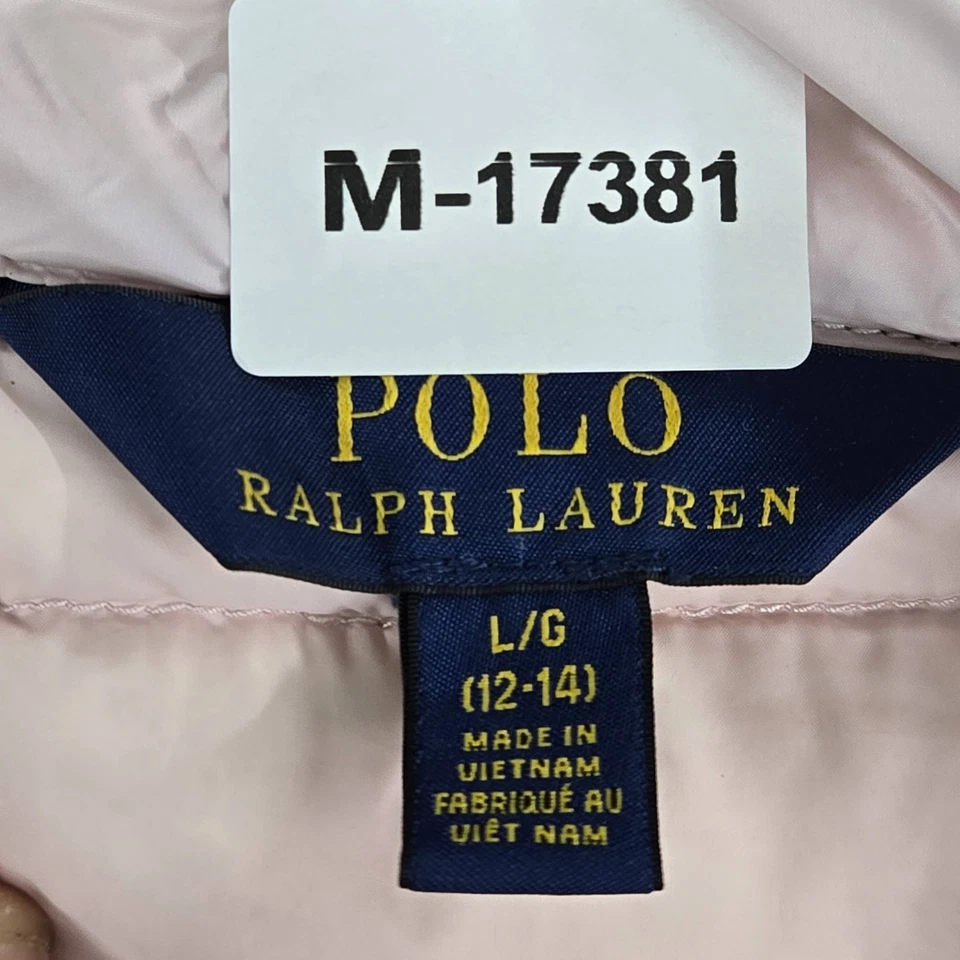 M-17381
POLO
RALPH LAUREN
L/G
(12-14)
MADE IN
VIETNAM
FABRIQUÉ AU
VIÊT NAM